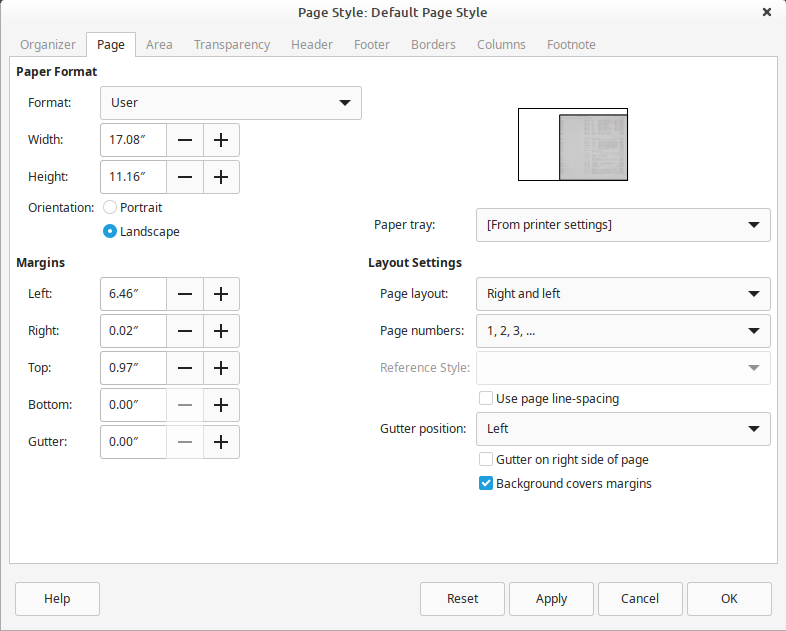 Page Style: Default Page Style
Organizer Page Area Transparency Header Footer Borders Columns Footnote
Paper Format
Format: User
Width: 17.08″
Height: 11.16″
Orientation: Portrait
Landscape
Paper tray: [From printer settings]
Margins
Left: 6.46″
Right: 0.02″
Top: 0.97″
Bottom: 0.00″
Gutter: 0.00″
Layout Settings
Page layout: Right and left
Page numbers: 1, 2, 3, ...
Reference Style:
Use page line-spacing
Gutter position: Left
Gutter on right side of page
Background covers margins
Help Reset Apply Cancel OK